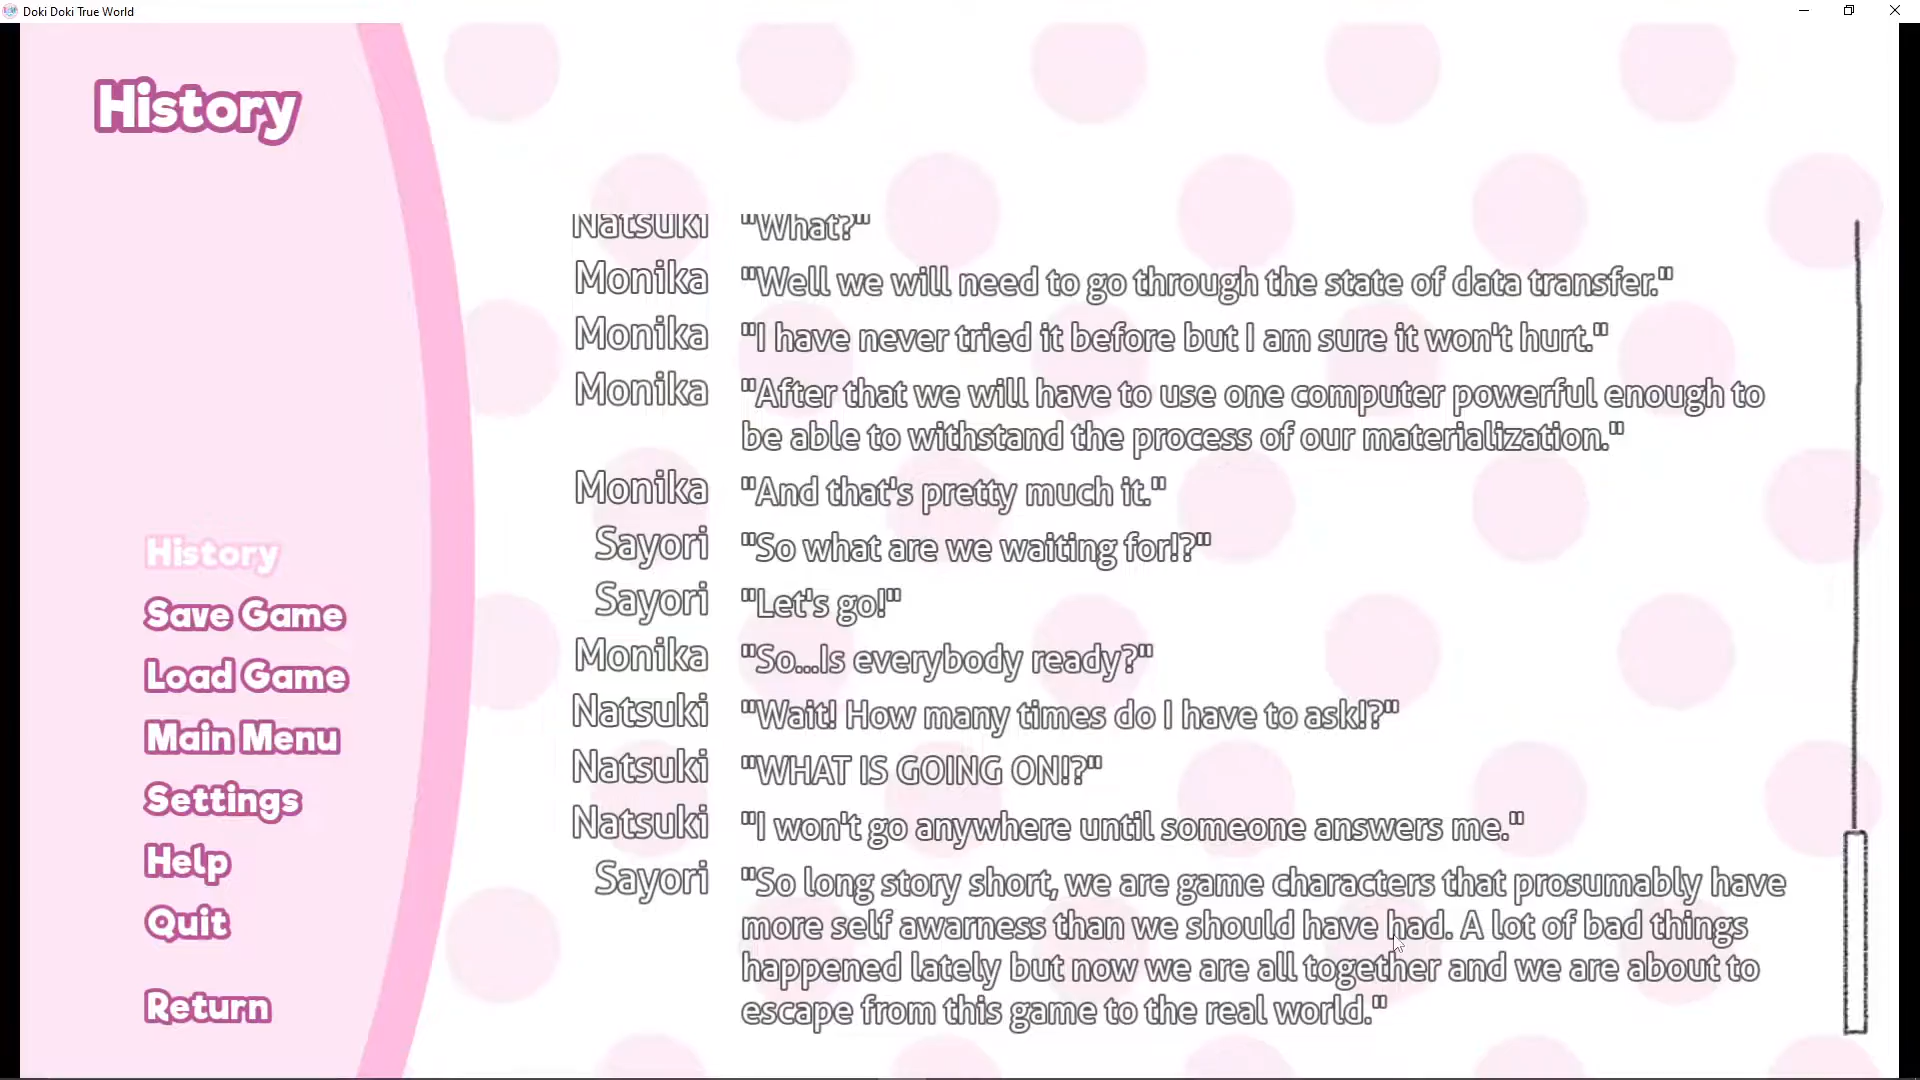 Doki Doki True World
History
Natsuki "What?"
Monika "Well we will need to go through the state of data transfer."
Monika "I have never tried it before but I am sure it won't hurt."
Monika "After that we will have to use one computer powerful enough to
be able to withstand the process of our materialization."
Monika "And that's pretty much it."
Sayori "So what are we waiting for!?"
Sayori "Let's go!"
Monika "So...Is everybody ready?"
Natsuki "Wait! How many times do I have to ask!?"
Natsuki "WHAT IS GOING ON!?"
Natsuki "I won't go anywhere until someone answers me."
Sayori "So long story short, we are game characters that prosumably have
more self awarness than we should have had. A lot of bad things
happened lately but now we are all together and we are about to
escape from this game to the real world."
History
Save Game
Load Game
Main Menu
Settings
Help
Quit
Return